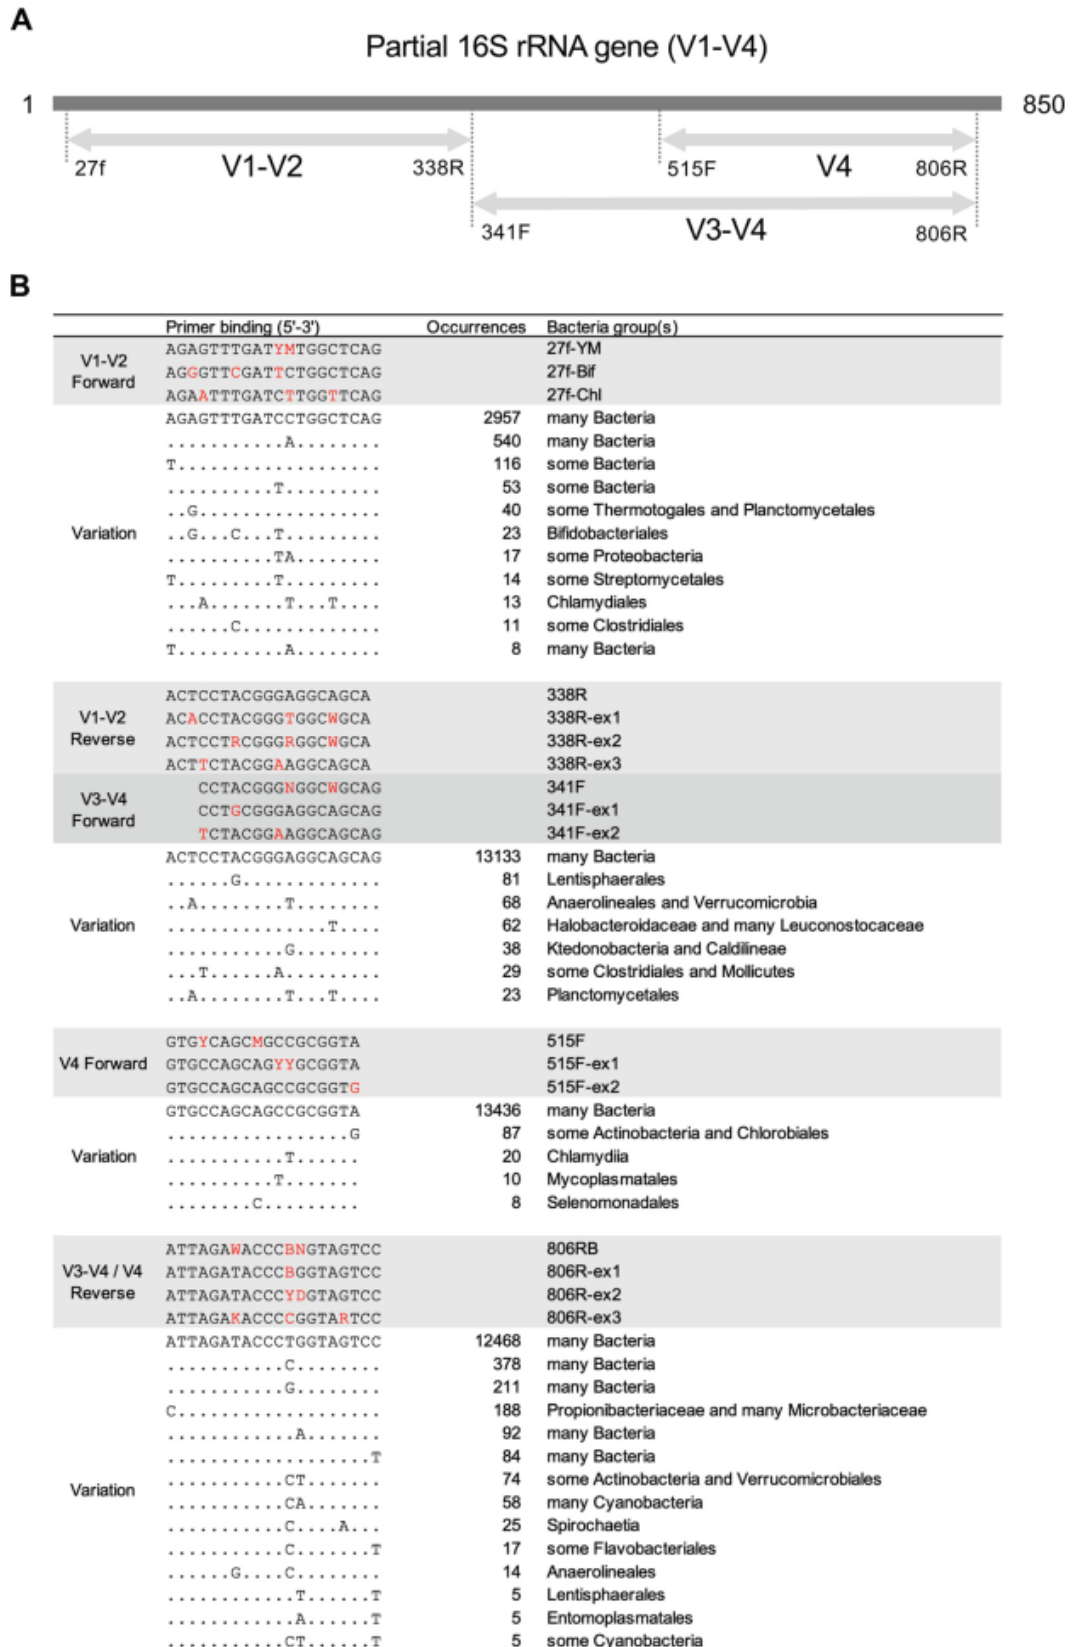 A
Partial 16S rRNA gene (V1-V4)
1 850
27f V1-V2 338R 515F V4 806R
341F V3-V4 806R
B
Primer binding (5'-3') Occurrences Bacteria group(s)
V1-V2 Forward
AGAGTTTGATYMTGGCTCAG 27f-YM
AGGGTTCGATTCTGGCTCAG 27f-Bif
AGAATTTGATCTTGGTTCAG 27f-Chl
Variation
AGAGTTTGATCCTGGCTCAG 2957 many Bacteria
...........A........ 540 many Bacteria
T................... 116 some Bacteria
..........T......... 53 some Bacteria
..G................. 40 some Thermotogales and Planctomycetales
..G...C...T......... 23 Bifidobacteriales
..........TA........ 17 some Proteobacteria
T.........T......... 14 some Streptomycetales
...A.......T...T.... 13 Chlamydiales
......C............. 11 some Clostridiales
T..........A........ 8 many Bacteria
V1-V2 Reverse
ACTCCTACGGGAGGCAGCA 338R
ACACCTACGGGTGGCWGCA 338R-ex1
ACTCCTRCGGGRGGCWGCA 338R-ex2
ACTTCTACGGAAGGCAGCA 338R-ex3
V3-V4 Forward
CCTACGGGNGGCWGCAG 341F
CCTGCGGGAGGCAGCAG 341F-ex1
TCTACGGAAGGCAGCAG 341F-ex2
Variation
ACTCCTACGGGAGGCAGCAG 13133 many Bacteria
......G............. 81 Lentisphaerales
..A........T........ 68 Anaerolineales and Verrucomicrobia
...............T.... 62 Halobacteroidaceae and many Leuconostocaceae
...........G........ 38 Ktedonobacteria and Caldilineae
...T......A......... 29 some Clostridiales and Mollicutes
..A........T...T.... 23 Planctomycetales
V4 Forward
GTGYCAGCMGCCGCGGTA 515F
GTGCCAGCAGYYGCGGTA 515F-ex1
GTGCCAGCAGCCGCGGTG 515F-ex2
Variation
GTGCCAGCAGCCGCGGTA 13436 many Bacteria
.................G 87 some Actinobacteria and Chlorobiales
...........T...... 20 Chlamydiia
..........T....... 10 Mycoplasmatales
........C......... 8 Selenomonadales
V3-V4 / V4 Reverse
ATTAGAWACCCBNGTAGTCC 806RB
ATTAGATACCCBGGTAGTCC 806R-ex1
ATTAGATACCCYDGTAGTCC 806R-ex2
ATTAGAKACCCCGGTARTCC 806R-ex3
Variation
ATTAGATACCCTGGTAGTCC 12468 many Bacteria
...........C........ 378 many Bacteria
...........G........ 211 many Bacteria
C................... 188 Propionibacteriaceae and many Microbacteriaceae
............A....... 92 many Bacteria
...................T 84 many Bacteria
...........CT....... 74 some Actinobacteria and Verrucomicrobiales
...........CA....... 58 many Cyanobacteria
...........C....A... 25 Spirochaetia
...........C.......T 17 some Flavobacteriales
......G....C........ 14 Anaerolineales
............T......T 5 Lentisphaerales
............A......T 5 Entomoplasmatales
...........CT......T 5 some Cyanobacteria